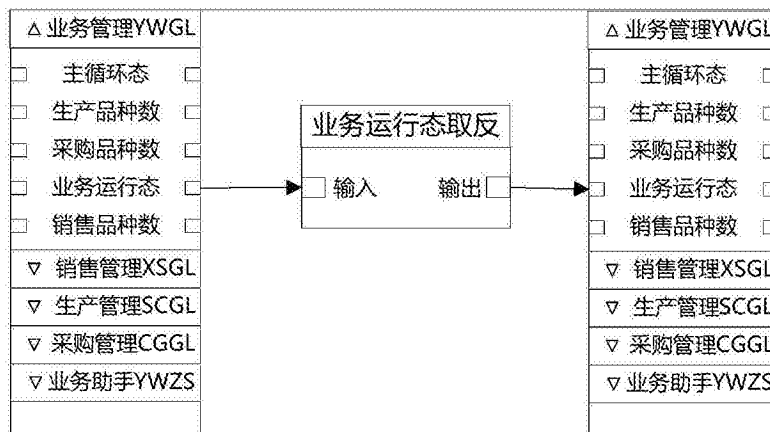 △ 业务管理YWGL
主循环态
生产品种数
采购品种数
业务运行态
销售品种数
▽ 销售管理XSGL
▽ 生产管理SCGL
▽ 采购管理CGGL
▽ 业务助手YWZS
业务运行态取反
输入 输出
△ 业务管理YWGL
主循环态
生产品种数
采购品种数
业务运行态
销售品种数
▽ 销售管理XSGL
▽ 生产管理SCGL
▽ 采购管理CGGL
▽ 业务助手YWZS